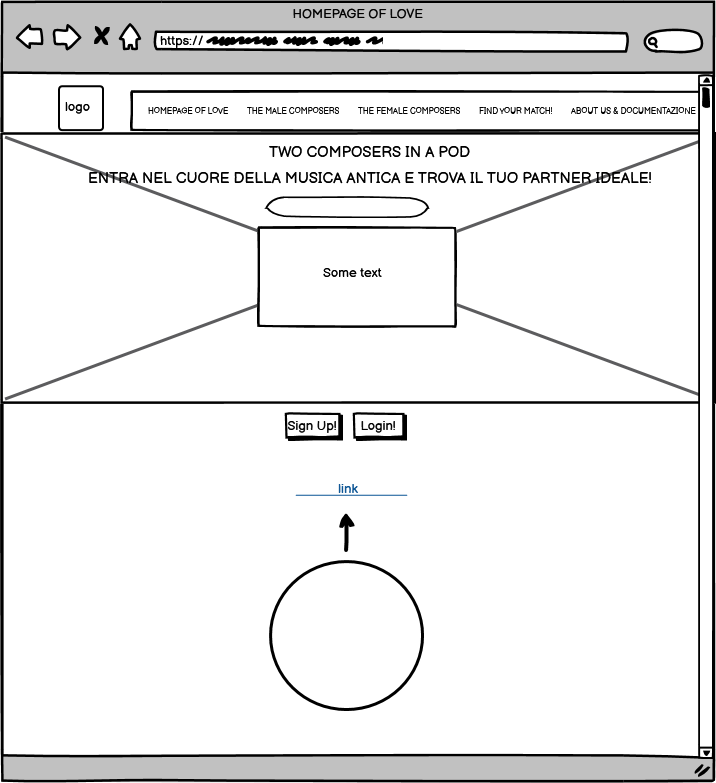 HOMEPAGE OF LOVE
https://
logo
HOMEPAGE OF LOVE THE MALE COMPOSERS THE FEMALE COMPOSERS FIND YOUR MATCH! ABOUT US & DOCUMENTAZIONE
TWO COMPOSERS IN A POD
ENTRA NEL CUORE DELLA MUSICA ANTICA E TROVA IL TUO PARTNER IDEALE!
Some text
Sign Up! Login!
link